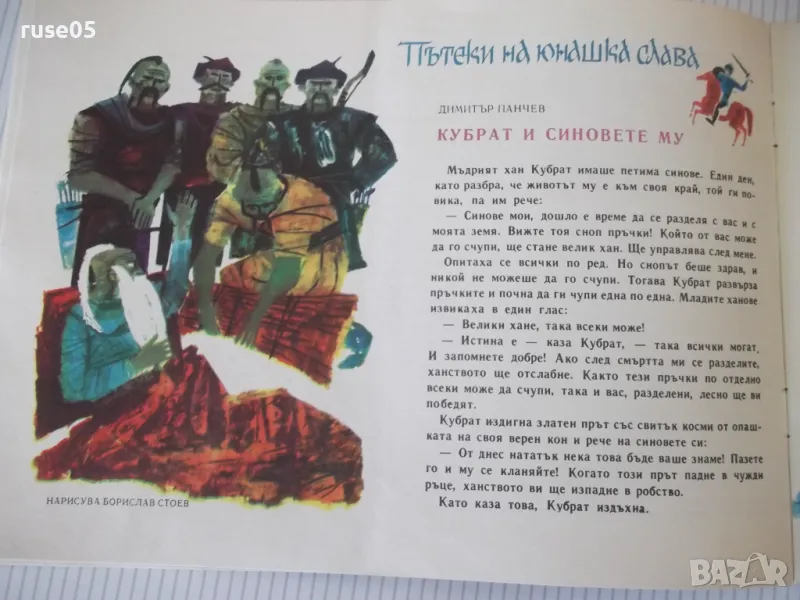 ruse05
Пътеки на юнашка слава
ДИМИТЪР ПАНЧЕВ
КУБРАТ И СИНОВЕТЕ МУ
Мъдрият хан Кубрат имаше петима синове. Един ден,
като разбра, че животът му е към своя край, той ги по-
вика, па им рече:
— Синове мои, дошло е време да се разделя с вас и с
моята земя. Вижте тоя сноп пръчки! Който от вас може
да го счупи, ще стане велик хан. Ще управлява след мене.
Опитаха се всички по ред. Но снопът беше здрав, и
никой не можеше да го счупи. Тогава Кубрат развърза
пръчките и почна да ги чупи една по една. Младите ханове
извикаха в един глас:
— Велики хане, така всеки може!
— Истина е — каза Кубрат, — така всички могат.
И запомнете добре! Ако след смъртта ми се разделите,
ханството ще отслабне. Както тези пръчки по отделно
всеки може да счупи, така и вас, разделени, лесно ще ви
победят.
Кубрат издигна златен прът със свитък косми от опаш-
ката на своя верен кон и рече на синовете си:
— От днес нататък нека това бъде ваше знаме! Пазете
го и му се кланяйте! Когато този прът падне в чужди
ръце, ханството ви ще изпадне в робство.
Като каза това, Кубрат издъхна.
НАРИСУВА БОРИСЛАВ СТОЕВ
BAZAR